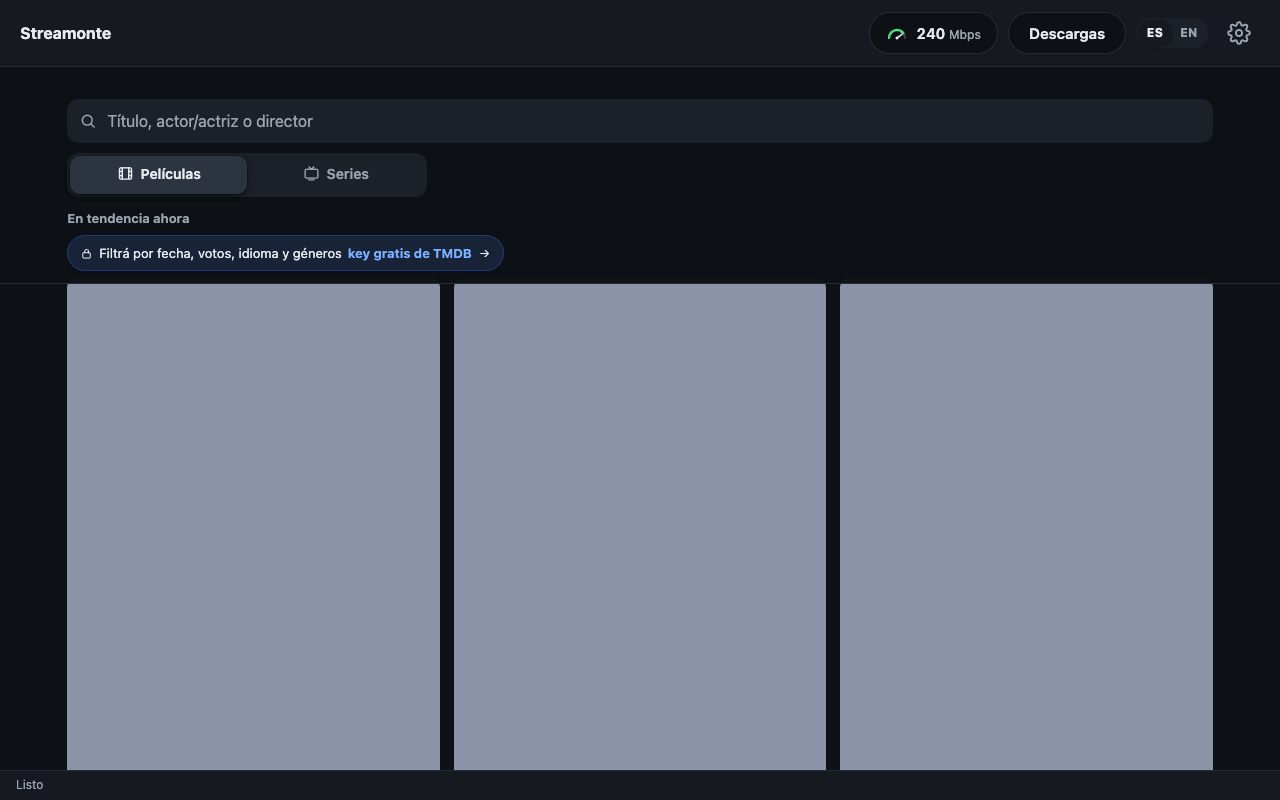 Streamonte
240 Mbps
Descargas
ES EN
Título, actor/actriz o director
Películas
Series
En tendencia ahora
Filtrá por fecha, votos, idioma y géneros key gratis de TMDB →
Listo